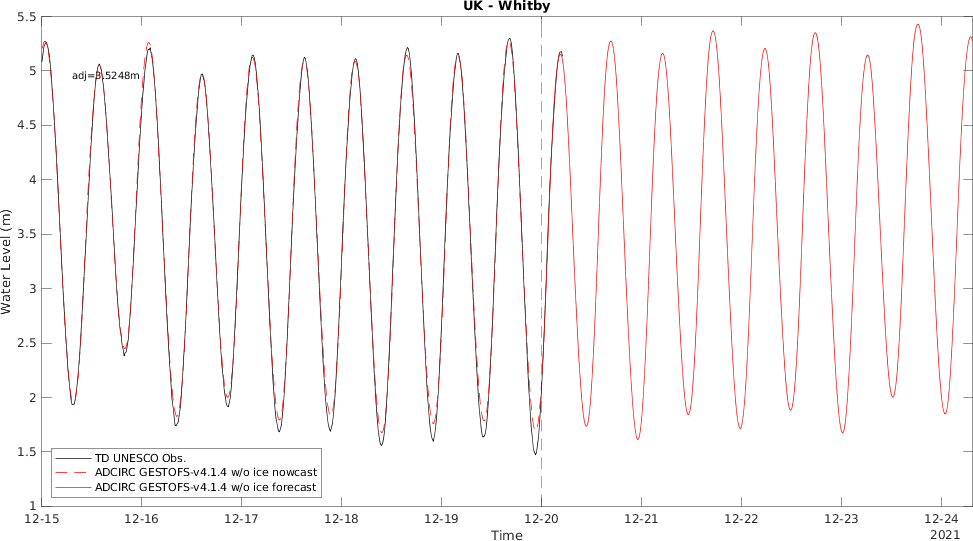 UK - Whitby
5.5
5
4.5
4
3.5
3
2.5
2
1.5
1
Water Level (m)
adj=3.5248m
TD UNESCO Obs.
ADCIRC GESTOFS-v4.1.4 w/o ice nowcast
ADCIRC GESTOFS-v4.1.4 w/o ice forecast
12-15 12-16 12-17 12-18 12-19 12-20 12-21 12-22 12-23 12-24
Time
2021